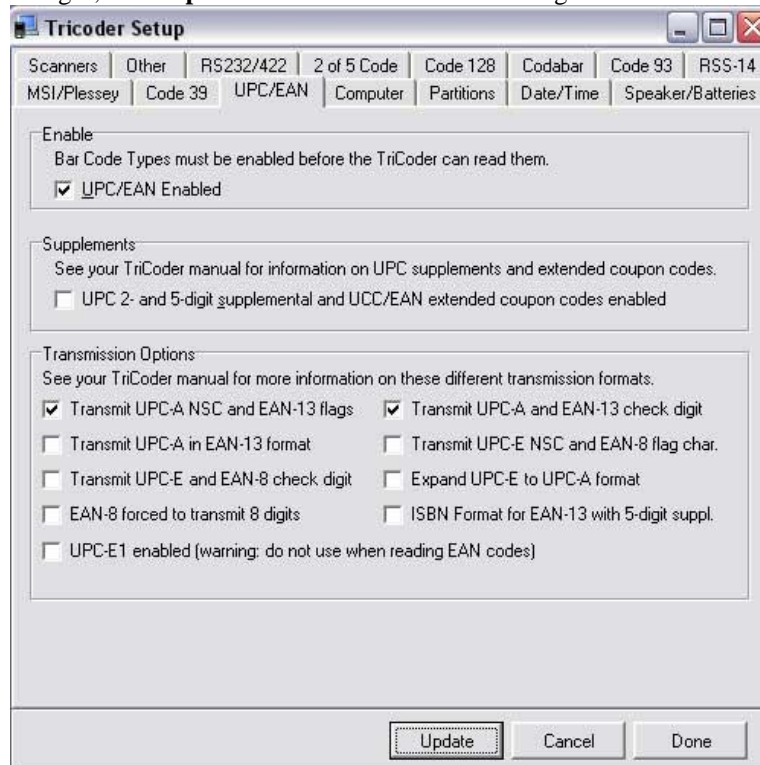 Tricoder Setup
Scanners Other RS232/422 2 of 5 Code Code 128 Codabar Code 93 RSS-14
MSI/Plessey Code 39 UPC/EAN Computer Partitions Date/Time Speaker/Batteries
Enable
Bar Code Types must be enabled before the TriCoder can read them.
UPC/EAN Enabled
Supplements
See your TriCoder manual for information on UPC supplements and extended coupon codes.
UPC 2- and 5-digit supplemental and UCC/EAN extended coupon codes enabled
Transmission Options
See your TriCoder manual for more information on these different transmission formats.
Transmit UPC-A NSC and EAN-13 flags Transmit UPC-A and EAN-13 check digit
Transmit UPC-A in EAN-13 format Transmit UPC-E NSC and EAN-8 flag char.
Transmit UPC-E and EAN-8 check digit Expand UPC-E to UPC-A format
EAN-8 forced to transmit 8 digits ISBN Format for EAN-13 with 5-digit suppl.
UPC-E1 enabled (warning: do not use when reading EAN codes)
Update Cancel Done